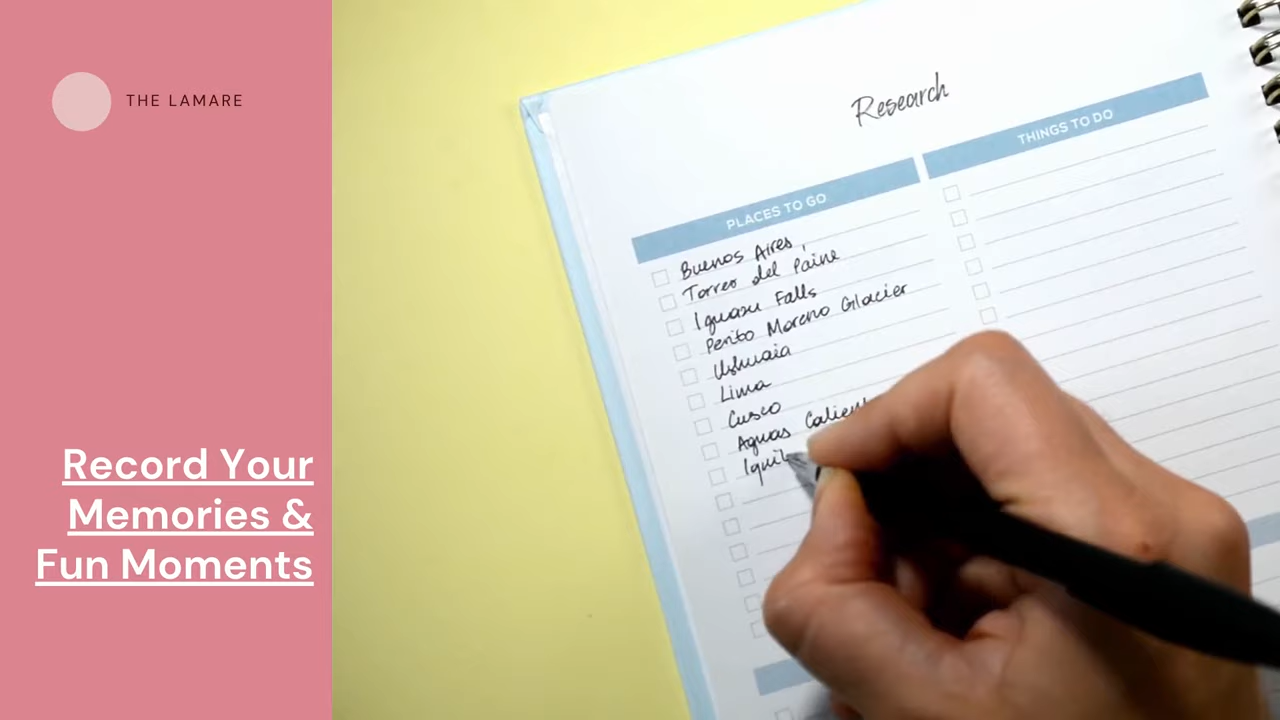 THE LAMARE
Record Your
Memories &
Fun Moments
Research
PLACES TO GO
Buenos Aires,
Torres del Paine
Iguazu Falls
Perito Moreno Glacier
Ushuaia
Lima
Cusco
Aguas
THINGS TO DO